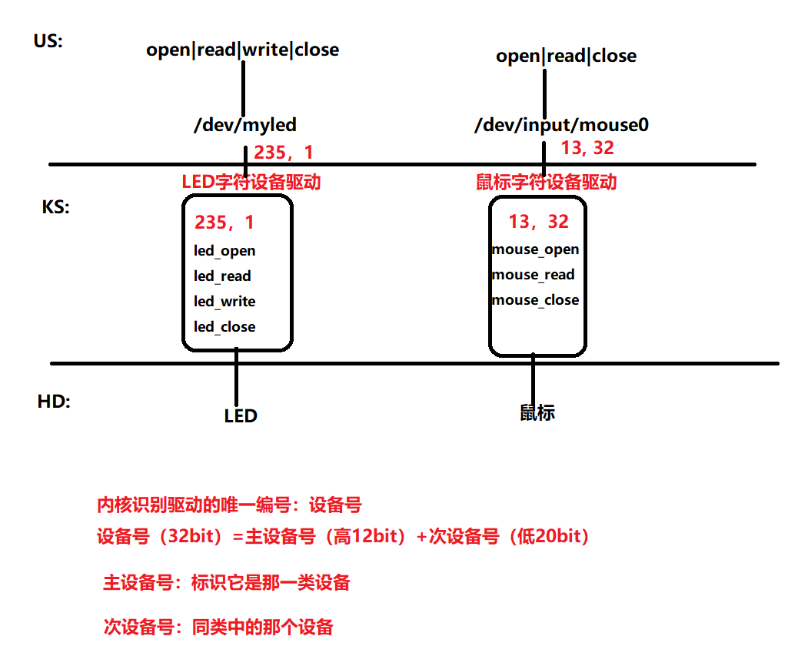 US:
open|read|write|close
open|read|close
/dev/myled
/dev/input/mouse0
235，1
13, 32
LED字符设备驱动
鼠标字符设备驱动
KS:
235，1
led_open
led_read
led_write
led_close
13，32
mouse_open
mouse_read
mouse_close
HD:
LED
鼠标
内核识别驱动的唯一编号：设备号
设备号（32bit）=主设备号（高12bit）+次设备号（低20bit）
主设备号：标识它是那一类设备
次设备号：同类中的那个设备